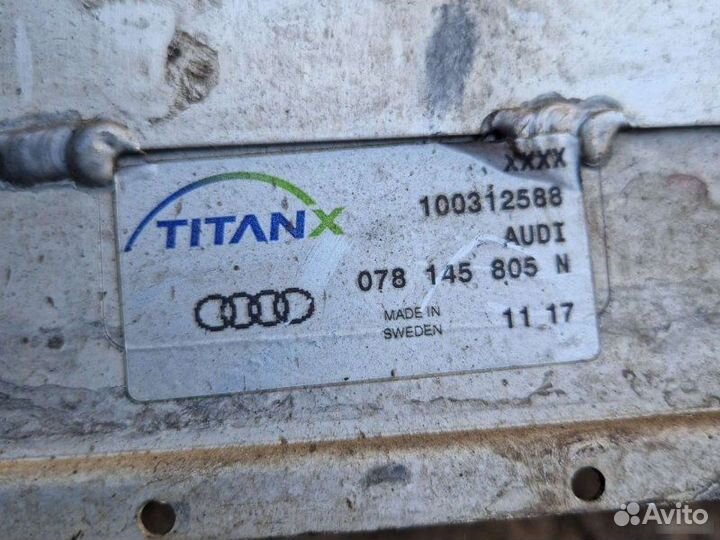 XXXX
TITANX
100312588
AUDI
078 145 805 N
MADE IN
SWEDEN
11 17
Avito